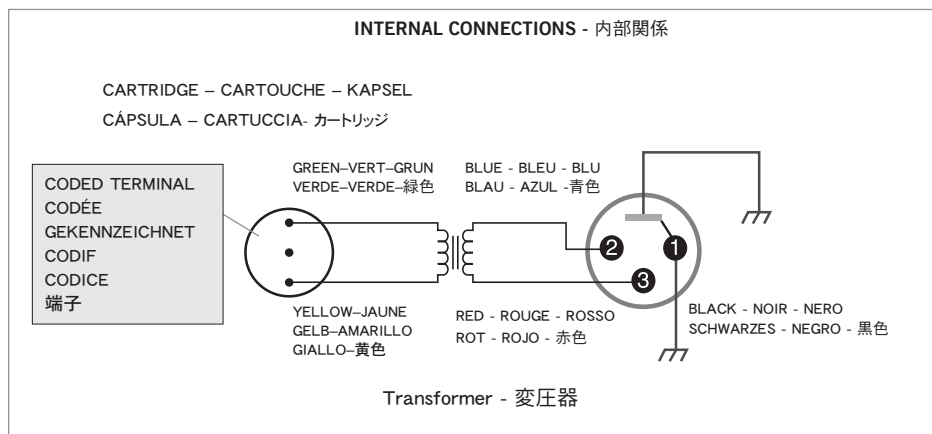 INTERNAL CONNECTIONS - 内部関係
CARTRIDGE – CARTOUCHE – KAPSEL
CÁPSULA – CARTUCCIA- カートリッジ
CODED TERMINAL
CODÉE
GEKENNZEICHNET
CODIF
CODICE
端子
GREEN–VERT–GRUN
VERDE–VERDE–緑色
BLUE - BLEU - BLU
BLAU - AZUL -青色
2
1
3
YELLOW–JAUNE
GELB–AMARILLO
GIALLO–黄色
RED - ROUGE - ROSSO
ROT - ROJO - 赤色
BLACK - NOIR - NERO
SCHWARZES - NEGRO - 黒色
Transformer - 変圧器